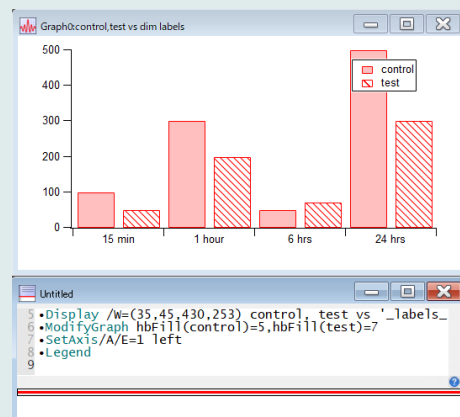 Graph0:control,test vs dim labels
500
control
test
400
300
200
100
0
15 min 1 hour 6 hrs 24 hrs
Untitled
5 •Display /W=(35,45,430,253) control, test vs '_labels_
6 •ModifyGraph hbFill(control)=5,hbFill(test)=7
7 •SetAxis/A/E=1 left
8 •Legend
9
?